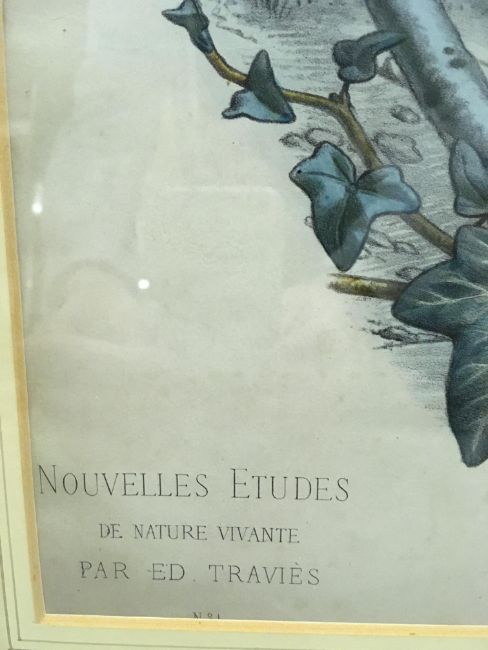 NOUVELLES ETUDES
DE NATURE VIVANTE
PAR ED. TRAVIÈS